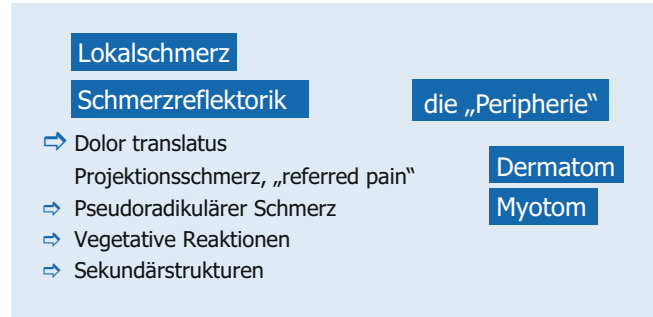 Lokalschmerz
Schmerzreflektorik
die „Peripherie“
⇨ Dolor translatus
Projektionsschmerz, „referred pain“
Dermatom
⇨ Pseudoradikulärer Schmerz
Myotom
⇨ Vegetative Reaktionen
⇨ Sekundärstrukturen